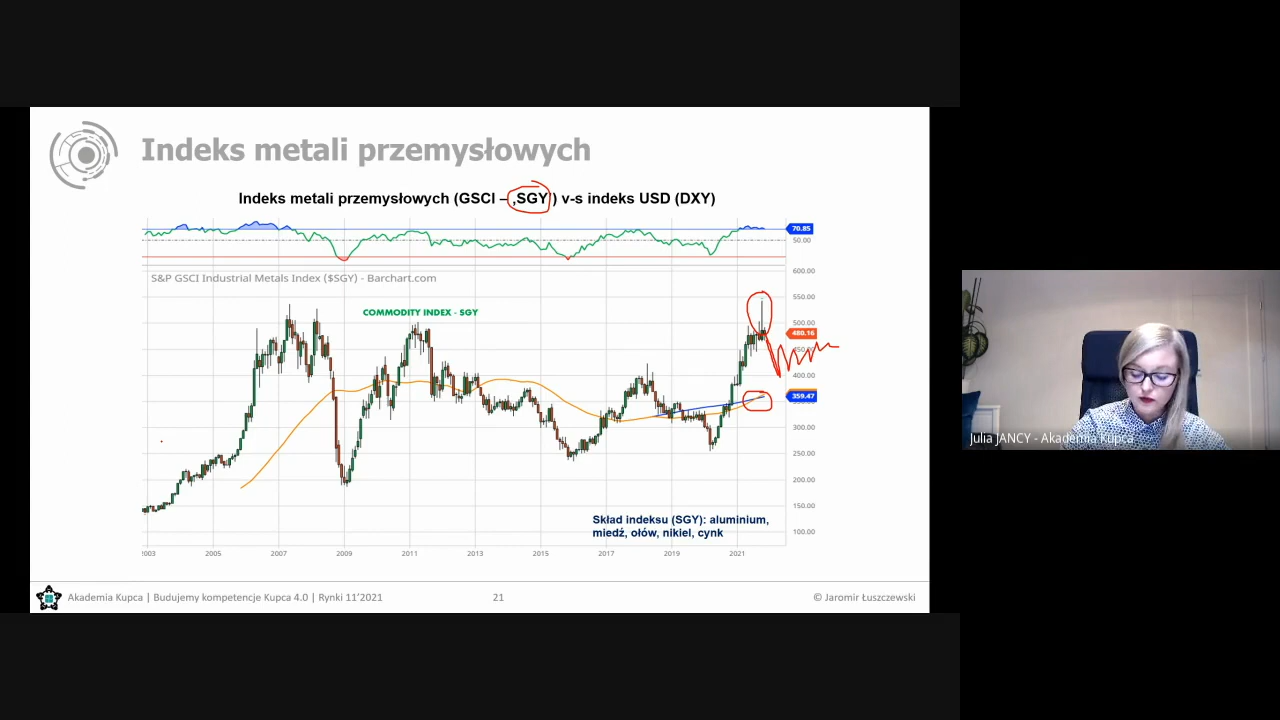 Indeks metali przemysłowych
Indeks metali przemysłowych (GSCI – ‚SGY') v-s indeks USD (DXY)
70.85
50.00
S&P GSCI Industrial Metals Index ($SGY) - Barchart.com
600.00
550.00
COMMODITY INDEX - SGY
500.00
480.16
450.00
400.00
359.47
300.00
250.00
200.00
150.00
100.00
Skład indeksu (SGY): aluminium,
miedź, ołów, nikiel, cynk
2003 2005 2007 2009 2011 2013 2015 2017 2019 2021
Akademia Kupca | Budujemy kompetencje Kupca 4.0 | Rynki 11'2021 21 © Jaromir Łuszczewski
Julia JANCY - Akademia Kupca